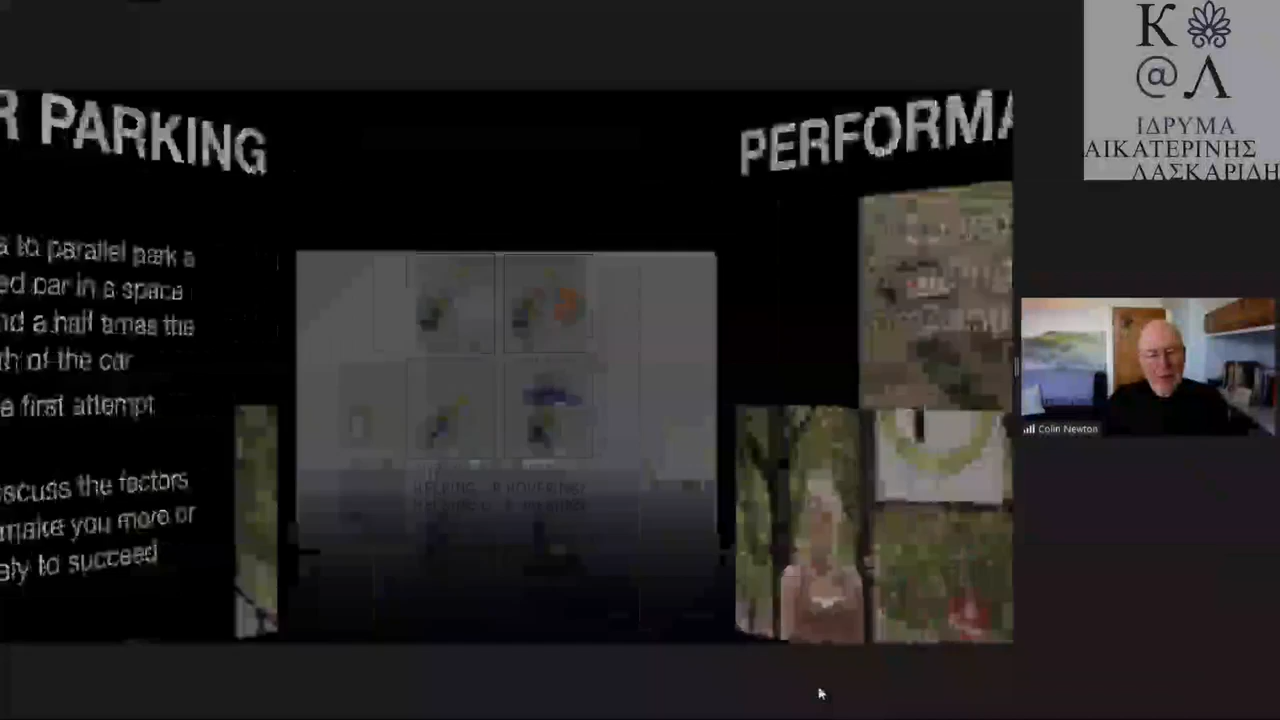 R PARKING
PERFORMA
to parallel park a
ed car in a space
nd a half times the
of the car
first attempt
scuss the factors
make you more or
ely to succeed
Κ
@ Λ
ΙΔΡΥΜΑ
ΑΙΚΑΤΕΡΙΝΗΣ
ΛΑΣΚΑΡΙΔΗ
Colin Newton